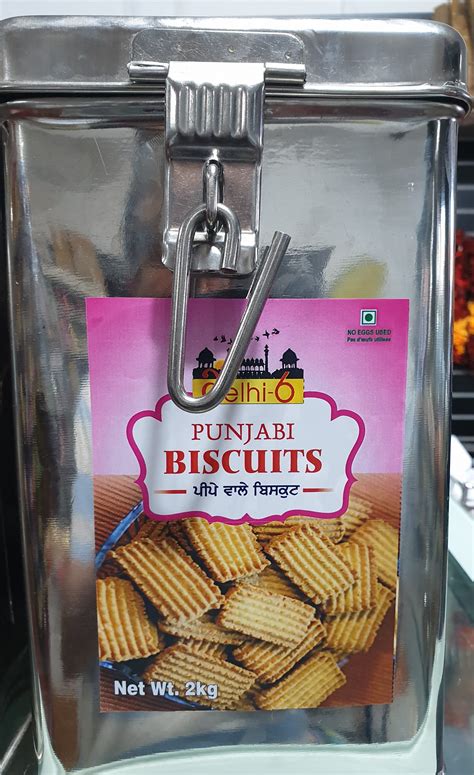 NO EGGS USED
Pas d'œufs utilisés
Delhi-6
PUNJABI
BISCUITS
ਪੀਪੇ ਵਾਲੇ ਬਿਸਕੁਟ
Net Wt. 2kg